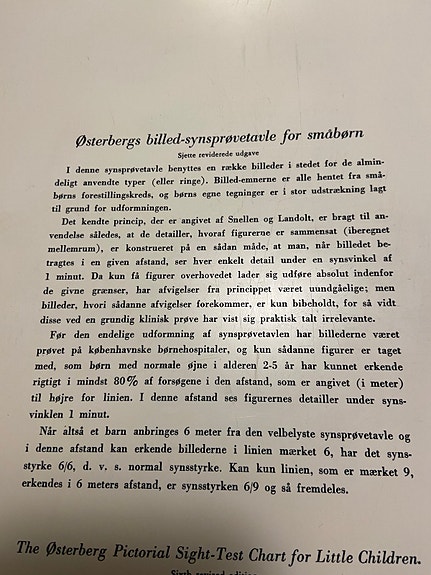 Østerbergs billed-synsprøvetavle for småbørn
Sjette reviderede udgave
I denne synsprøvetavle benyttes en række billeder i stedet for de almin-
deligt anvendte typer (eller ringe). Billed-emnerne er alle hentet fra små-
børns forestillingskreds, og børns egne tegninger er i stor udstrækning lagt
til grund for udformningen.
Det kendte princip, der er angivet af Snellen og Landolt, er bragt til an-
vendelse således, at de detailler, hvoraf figurerne er sammensat (iberegnet
mellemrum), er konstrueret på en sådan måde, at man, når billedet be-
tragtes i en given afstand, ser hver enkelt detail under en synsvinkel af
1 minut. Da kun få figurer overhovedet lader sig udføre absolut indenfor
de givne grænser, har afvigelser fra princippet været uundgåelige; men
billeder, hvori sådanne afvigelser forekommer, er kun bibeholdt, for så vidt
disse ved en grundig klinisk prøve har vist sig praktisk talt irrelevante.
Før den endelige udformning af synsprøvetavlen har billederne været
prøvet på københavnske børnehospitaler, og kun sådanne figurer er taget
med, som børn med normale øjne i alderen 2-5 år har kunnet erkende
rigtigt i mindst 80% af forsøgene i den afstand, som er angivet (i meter)
til højre for linien. I denne afstand ses figurernes detailler under syns-
vinklen 1 minut.
Når altså et barn anbringes 6 meter fra den velbelyste synsprøvetavle og
i denne afstand kan erkende billederne i linien mærket 6, har det syns-
styrke 6/6, d. v. s. normal synsstyrke. Kan kun linien, som er mærket 9,
erkendes i 6 meters afstand, er synsstyrken 6/9 og så fremdeles.
The Østerberg Pictorial Sight-Test Chart for Little Children.
Sixth revised edition